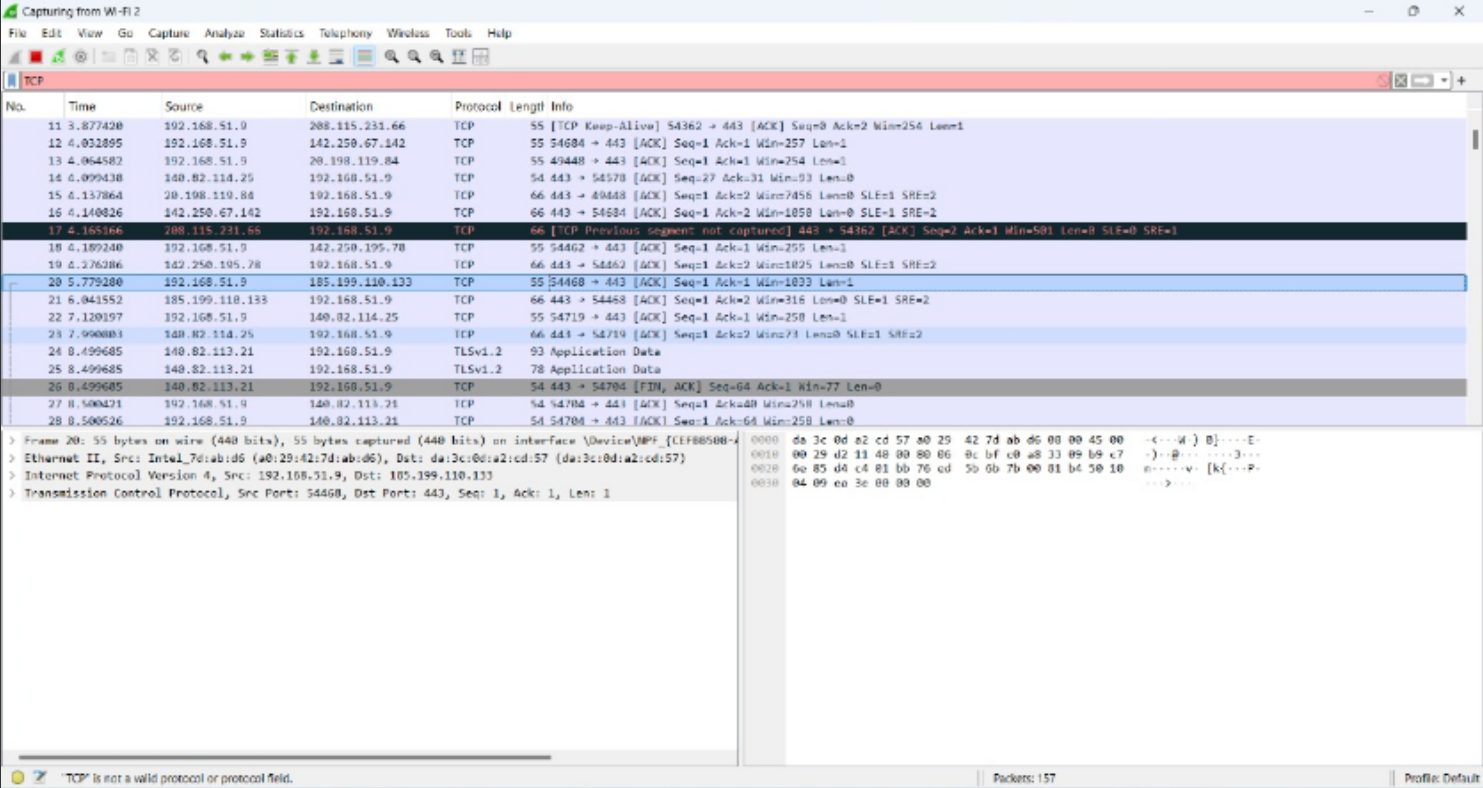 Capturing from Wi-Fi 2
File Edit View Go Capture Analyze Statistics Telephony Wireless Tools Help
TCP
No. Time Source Destination Protocol Lengtl Info
11 3.877420 192.168.51.9 208.115.231.66 TCP 55 [TCP Keep-Alive] 54362 → 443 [ACK] Seq=0 Ack=2 Win=254 Len=1
12 4.032895 192.168.51.9 142.250.67.142 TCP 55 54684 → 443 [ACK] Seq=1 Ack=1 Win=257 Len=1
13 4.064582 192.168.51.9 20.198.119.84 TCP 55 49448 → 443 [ACK] Seq=1 Ack=1 Win=254 Len=1
14 4.099438 140.82.114.25 192.168.51.9 TCP 54 443 → 54578 [ACK] Seq=27 Ack=31 Win=93 Len=0
15 4.137864 20.198.119.84 192.168.51.9 TCP 66 443 → 49448 [ACK] Seq=1 Ack=2 Win=7456 Len=0 SLE=1 SRE=2
16 4.140826 142.250.67.142 192.168.51.9 TCP 66 443 → 54684 [ACK] Seq=1 Ack=2 Win=1050 Len=0 SLE=1 SRE=2
17 4.165166 208.115.231.66 192.168.51.9 TCP 66 [TCP Previous segment not captured] 443 → 54362 [ACK] Seq=2 Ack=1 Win=501 Len=0 SLE=0 SRE=1
18 4.189240 192.168.51.9 142.250.195.78 TCP 55 54462 → 443 [ACK] Seq=1 Ack=1 Win=255 Len=1
19 4.276286 142.250.195.78 192.168.51.9 TCP 66 443 → 54462 [ACK] Seq=1 Ack=2 Win=1025 Len=0 SLE=1 SRE=2
20 5.779280 192.168.51.9 185.199.110.133 TCP 55 54468 → 443 [ACK] Seq=1 Ack=1 Win=1033 Len=1
21 6.041552 185.199.110.133 192.168.51.9 TCP 66 443 → 54468 [ACK] Seq=1 Ack=2 Win=316 Len=0 SLE=1 SRE=2
22 7.120197 192.168.51.9 140.82.114.25 TCP 55 54719 → 443 [ACK] Seq=1 Ack=1 Win=258 Len=1
23 7.990803 140.82.114.25 192.168.51.9 TCP 66 443 → 54719 [ACK] Seq=1 Ack=2 Win=73 Len=0 SLE=1 SRE=2
24 8.499685 140.82.113.21 192.168.51.9 TLSv1.2 93 Application Data
25 8.499685 140.82.113.21 192.168.51.9 TLSv1.2 78 Application Data
26 8.499685 140.82.113.21 192.168.51.9 TCP 54 443 → 54704 [FIN, ACK] Seq=64 Ack=1 Win=77 Len=0
27 8.500421 192.168.51.9 140.82.113.21 TCP 54 54704 → 443 [ACK] Seq=1 Ack=40 Win=258 Len=0
28 8.500526 192.168.51.9 140.82.113.21 TCP 54 54704 → 443 [ACK] Seq=1 Ack=64 Win=258 Len=0
Frame 20: 55 bytes on wire (440 bits), 55 bytes captured (440 bits) on interface \Device\NPF_{CEF88508-
Ethernet II, Src: Intel_7d:ab:d6 (a0:29:42:7d:ab:d6), Dst: da:3c:0d:a2:cd:57 (da:3c:0d:a2:cd:57)
Internet Protocol Version 4, Src: 192.168.51.9, Dst: 185.199.110.133
Transmission Control Protocol, Src Port: 54468, Dst Port: 443, Seq: 1, Ack: 1, Len: 1
0000 da 3c 0d a2 cd 57 a0 29 42 7d ab d6 08 00 45 00 ·<···W·) B}····E·
0010 00 29 d2 11 40 00 80 06 0c bf c0 a8 33 09 b9 c7 ·)··@··· ····3···
0020 6e 85 d4 c4 01 bb 76 ed 5b 6b 7b 00 81 b4 50 10 n·····v· [k{···P·
0030 04 09 ea 3e 00 00 00 ···>···
"TCP" is not a valid protocol or protocol field.
Packets: 157
Profile: Default